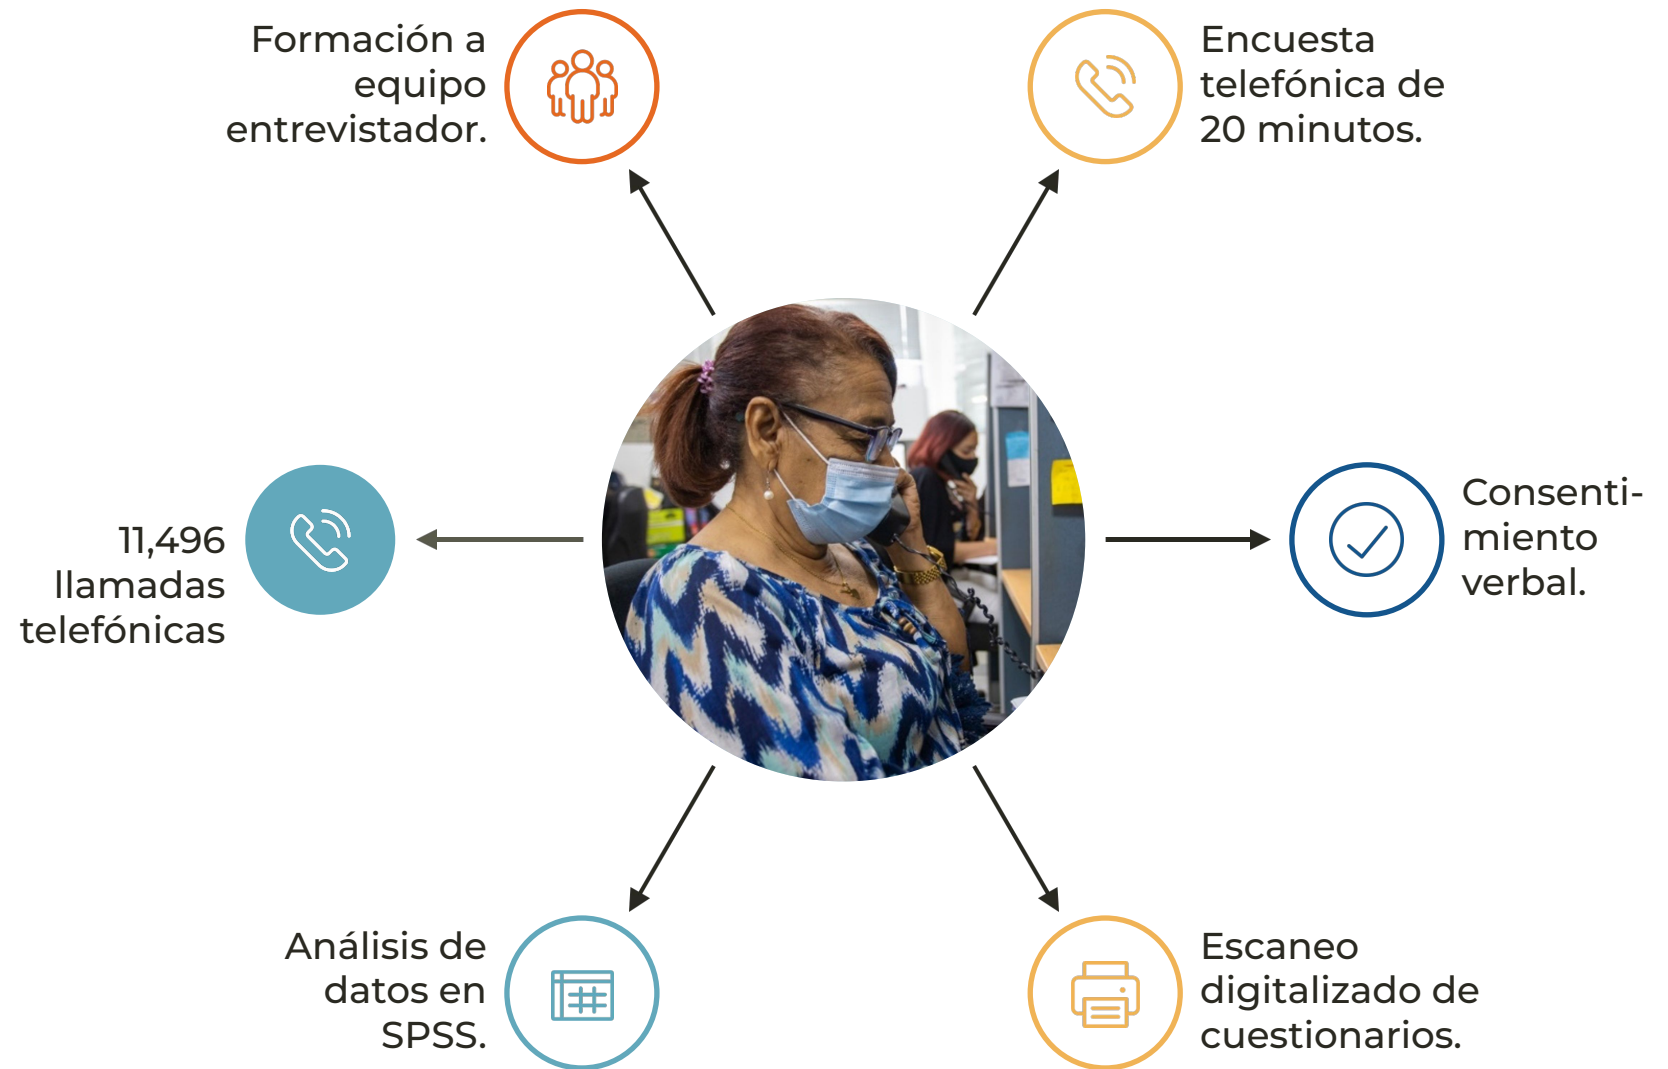 Formación a
equipo
entrevistador.
Encuesta
telefónica de
20 minutos.
11,496
llamadas
telefónicas
Consenti-
miento
verbal.
Análisis de
datos en
SPSS.
Escaneo
digitalizado de
cuestionarios.